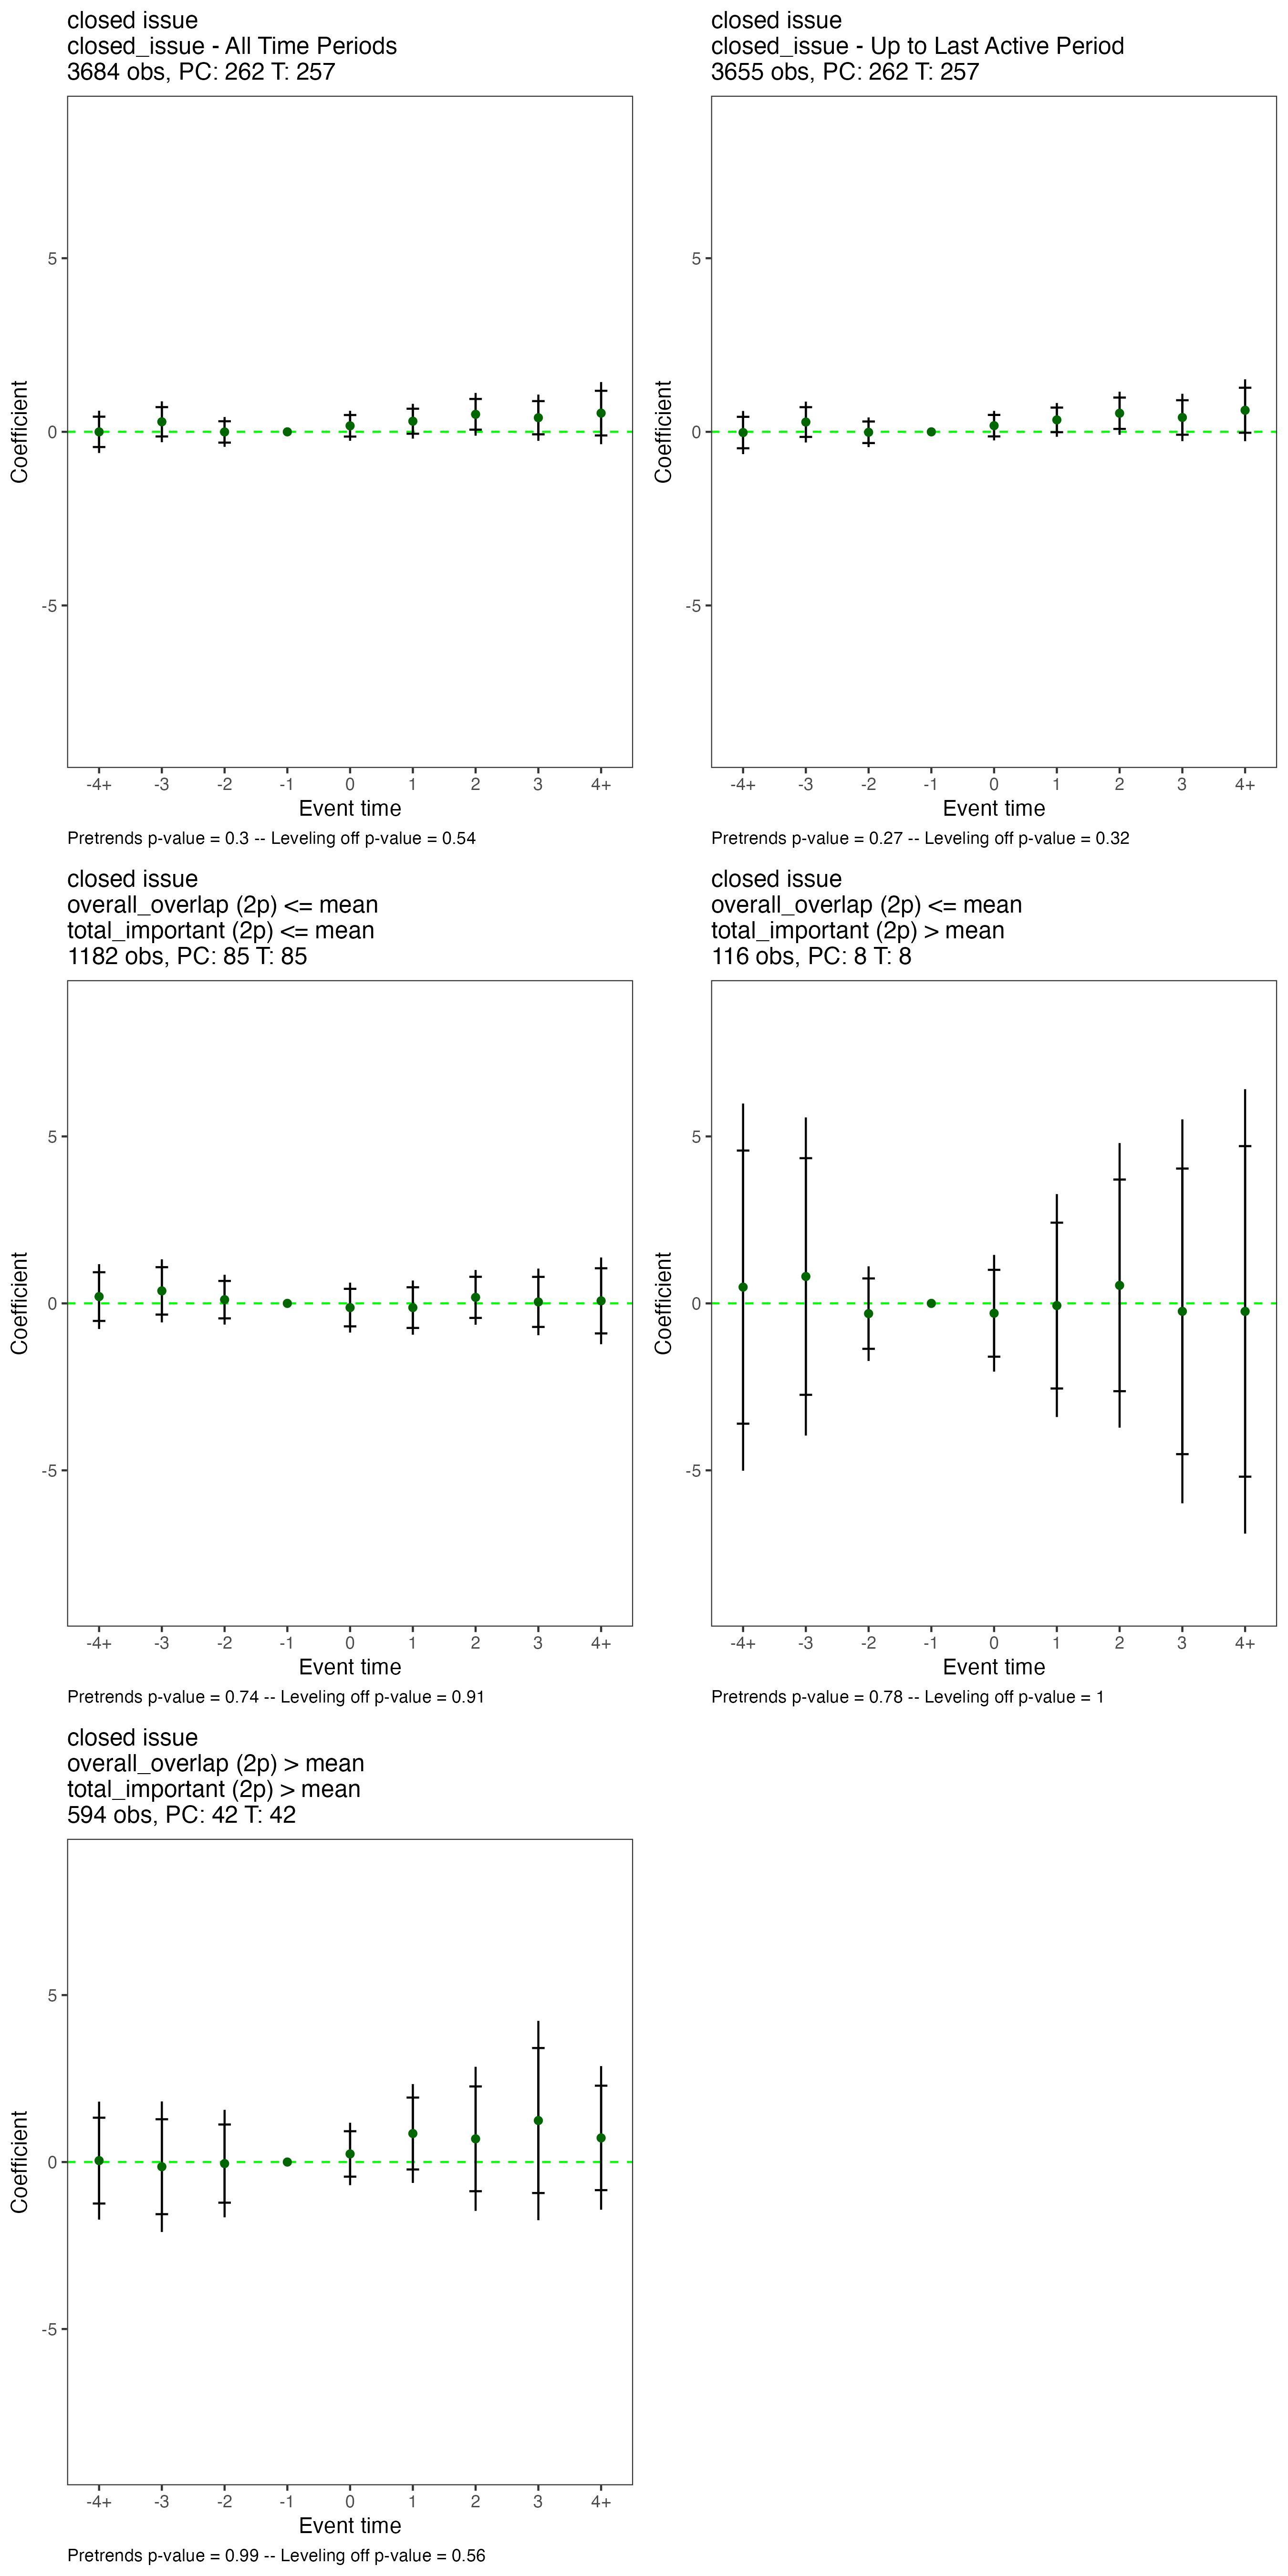 closed issue
closed_issue - All Time Periods
3684 obs, PC: 262 T: 257
5
0
-5
Coefficient
-4+ -3 -2 -1 0 1 2 3 4+
Event time
Pretrends p-value = 0.3 -- Leveling off p-value = 0.54
closed issue
closed_issue - Up to Last Active Period
3655 obs, PC: 262 T: 257
5
0
-5
Coefficient
-4+ -3 -2 -1 0 1 2 3 4+
Event time
Pretrends p-value = 0.27 -- Leveling off p-value = 0.32
closed issue
overall_overlap (2p) <= mean
total_important (2p) <= mean
1182 obs, PC: 85 T: 85
5
0
-5
Coefficient
-4+ -3 -2 -1 0 1 2 3 4+
Event time
Pretrends p-value = 0.74 -- Leveling off p-value = 0.91
closed issue
overall_overlap (2p) <= mean
total_important (2p) > mean
116 obs, PC: 8 T: 8
5
0
-5
Coefficient
-4+ -3 -2 -1 0 1 2 3 4+
Event time
Pretrends p-value = 0.78 -- Leveling off p-value = 1
closed issue
overall_overlap (2p) > mean
total_important (2p) > mean
594 obs, PC: 42 T: 42
5
0
-5
Coefficient
-4+ -3 -2 -1 0 1 2 3 4+
Event time
Pretrends p-value = 0.99 -- Leveling off p-value = 0.56